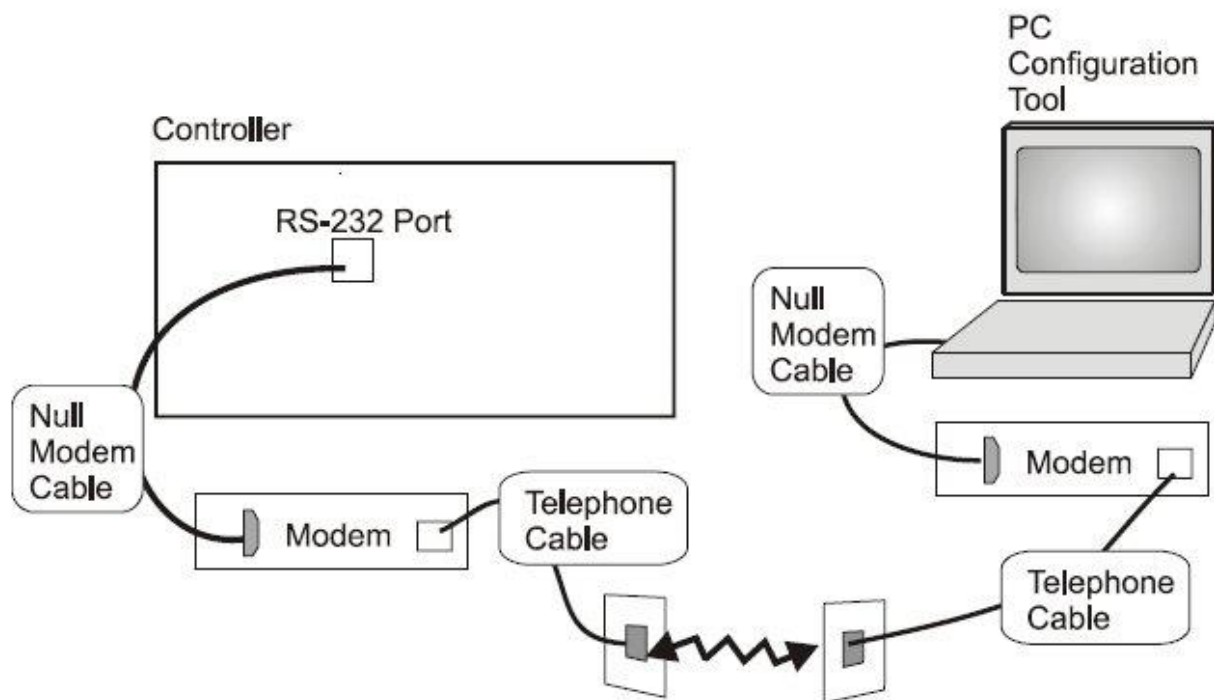 PC
Configuration
Tool
Controller
RS-232 Port
Null
Modem
Cable
Null
Modem
Cable
Modem
Modem
Telephone
Cable
Telephone
Cable